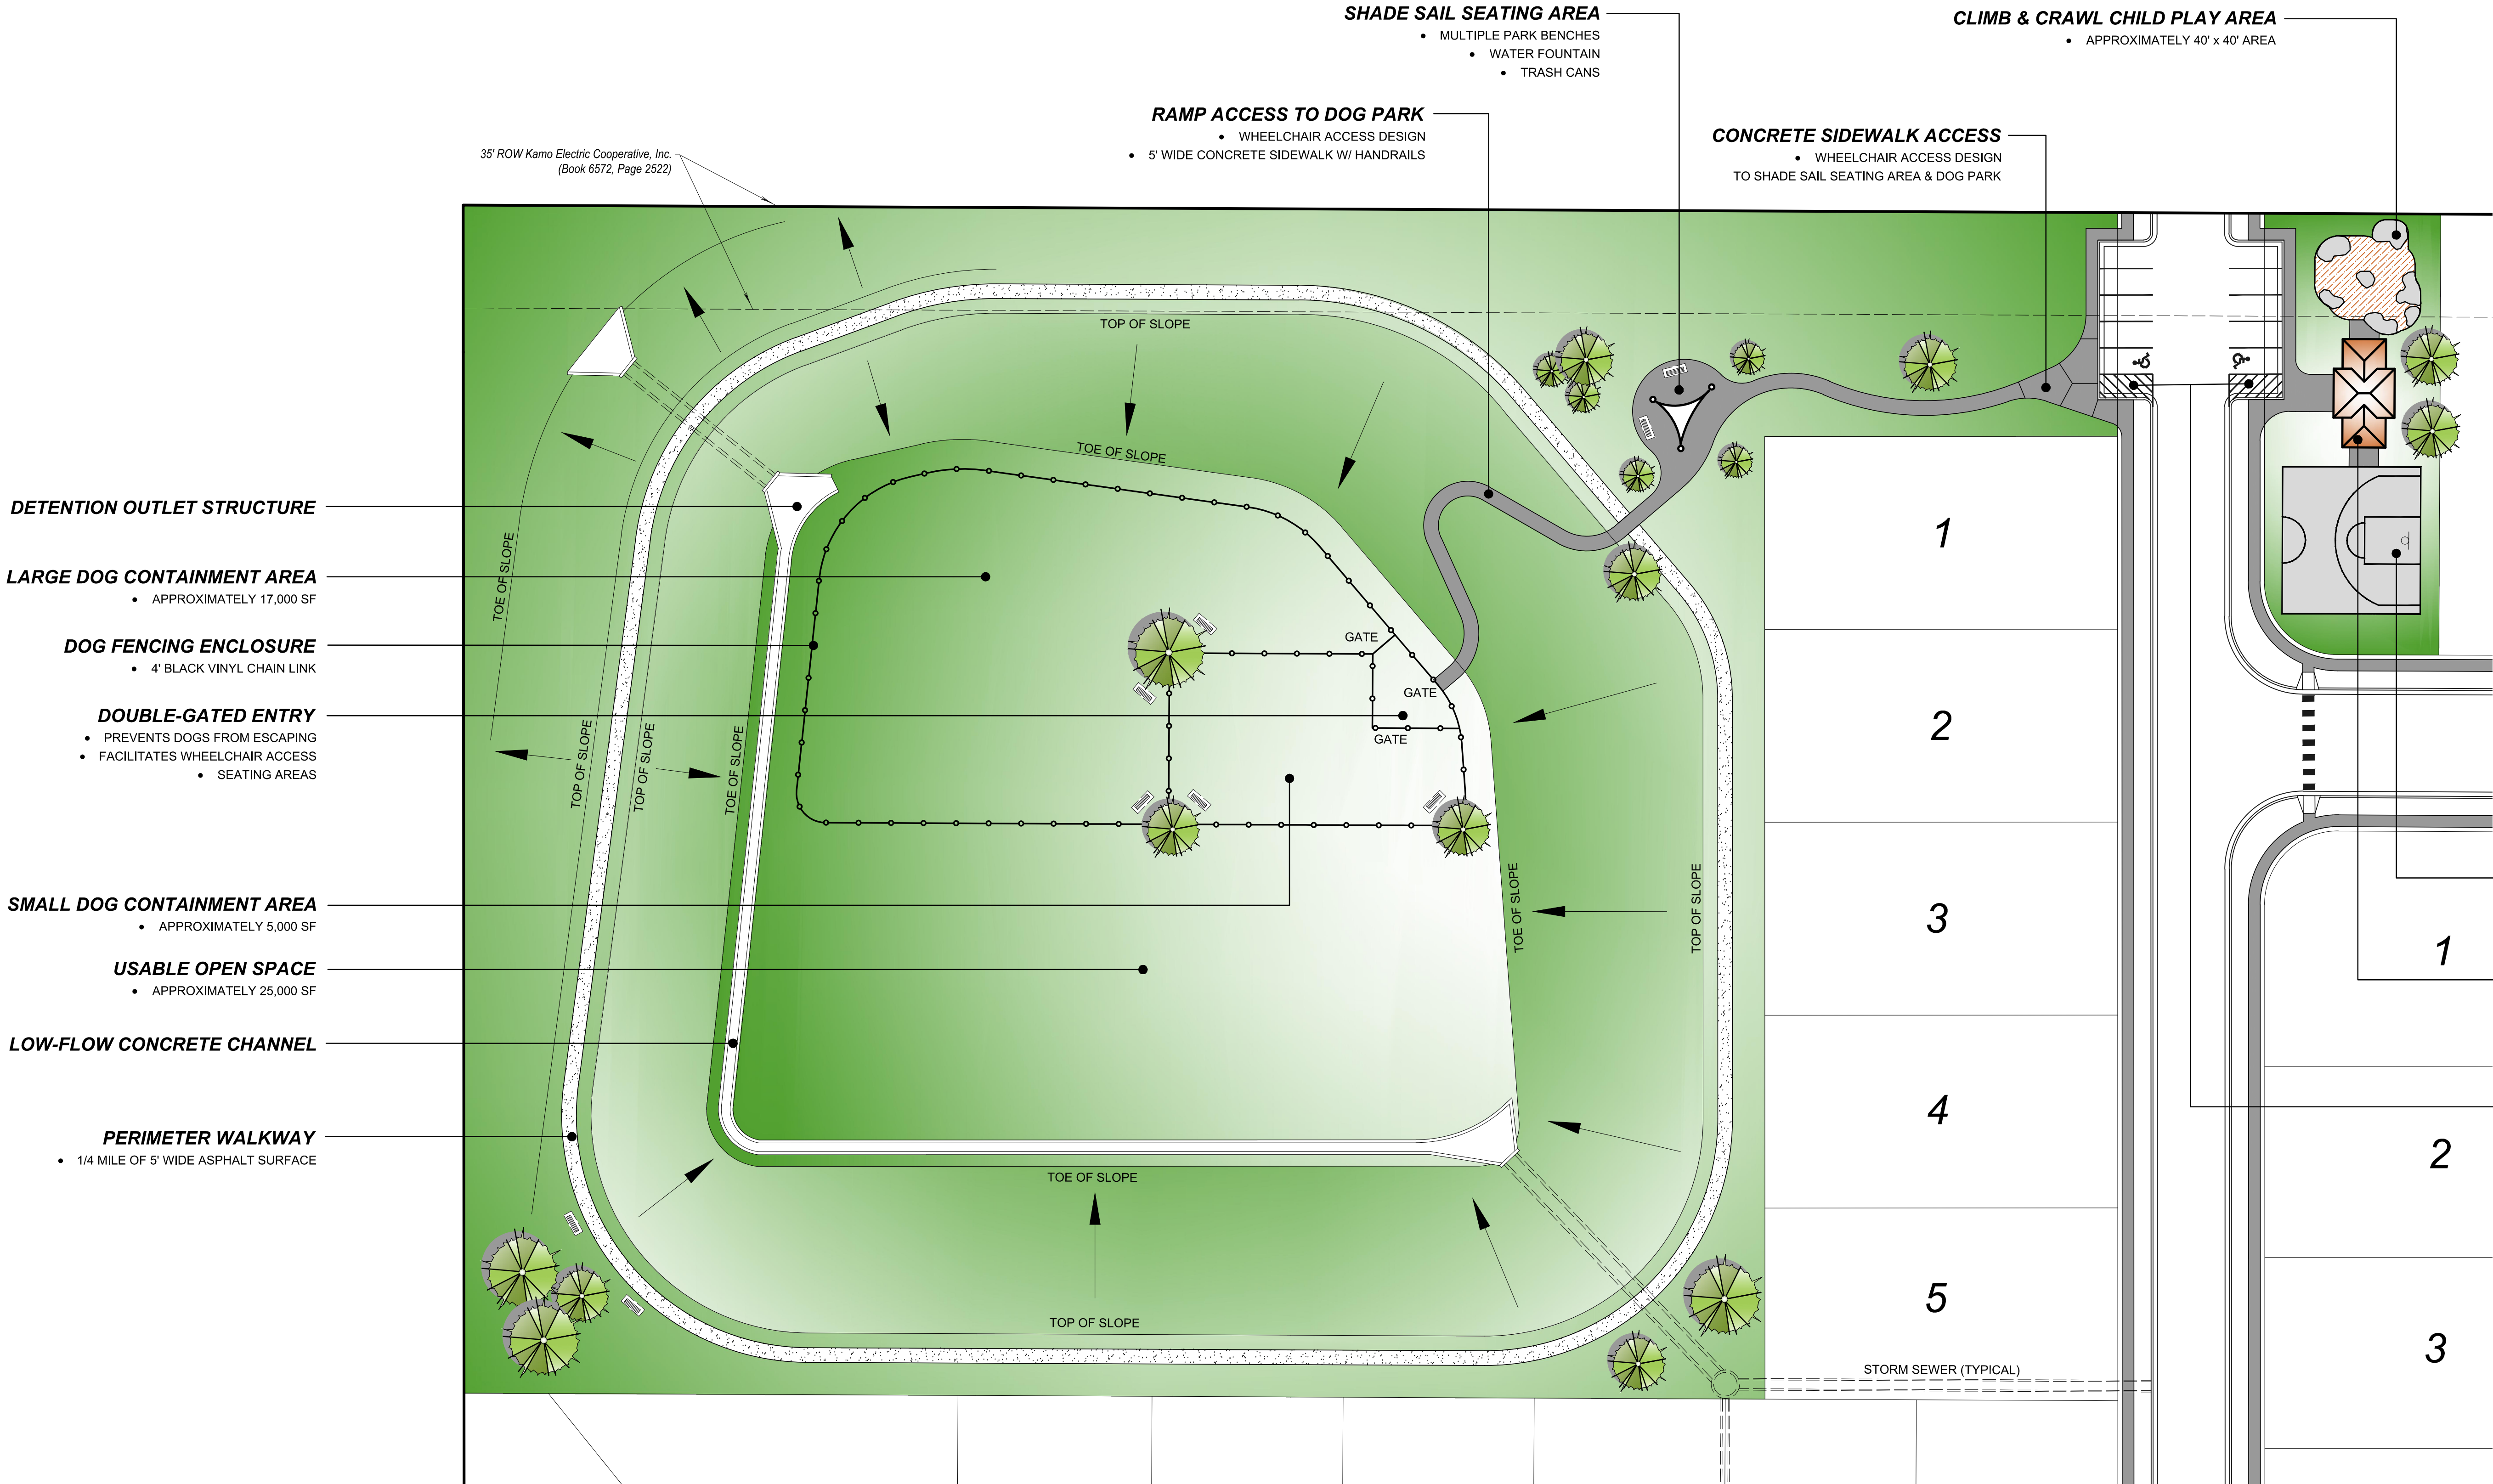 SHADE SAIL SEATING AREA
• MULTIPLE PARK BENCHES
• WATER FOUNTAIN
• TRASH CANS
CLIMB & CRAWL CHILD PLAY AREA
• APPROXIMATELY 40' x 40' AREA
RAMP ACCESS TO DOG PARK
• WHEELCHAIR ACCESS DESIGN
• 5' WIDE CONCRETE SIDEWALK W/ HANDRAILS
CONCRETE SIDEWALK ACCESS
• WHEELCHAIR ACCESS DESIGN
TO SHADE SAIL SEATING AREA & DOG PARK
35' ROW Kamo Electric Cooperative, Inc.
(Book 6572, Page 2522)
DETENTION OUTLET STRUCTURE
LARGE DOG CONTAINMENT AREA
• APPROXIMATELY 17,000 SF
DOG FENCING ENCLOSURE
• 4' BLACK VINYL CHAIN LINK
DOUBLE-GATED ENTRY
• PREVENTS DOGS FROM ESCAPING
• FACILITATES WHEELCHAIR ACCESS
• SEATING AREAS
SMALL DOG CONTAINMENT AREA
• APPROXIMATELY 5,000 SF
USABLE OPEN SPACE
• APPROXIMATELY 25,000 SF
LOW-FLOW CONCRETE CHANNEL
PERIMETER WALKWAY
• 1/4 MILE OF 5' WIDE ASPHALT SURFACE
TOP OF SLOPE
TOE OF SLOPE
TOE OF SLOPE
TOP OF SLOPE
TOP OF SLOPE
TOE OF SLOPE
GATE
GATE
GATE
TOE OF SLOPE
TOP OF SLOPE
TOE OF SLOPE
TOP OF SLOPE
1
2
3
4
5
STORM SEWER (TYPICAL)
1
2
3